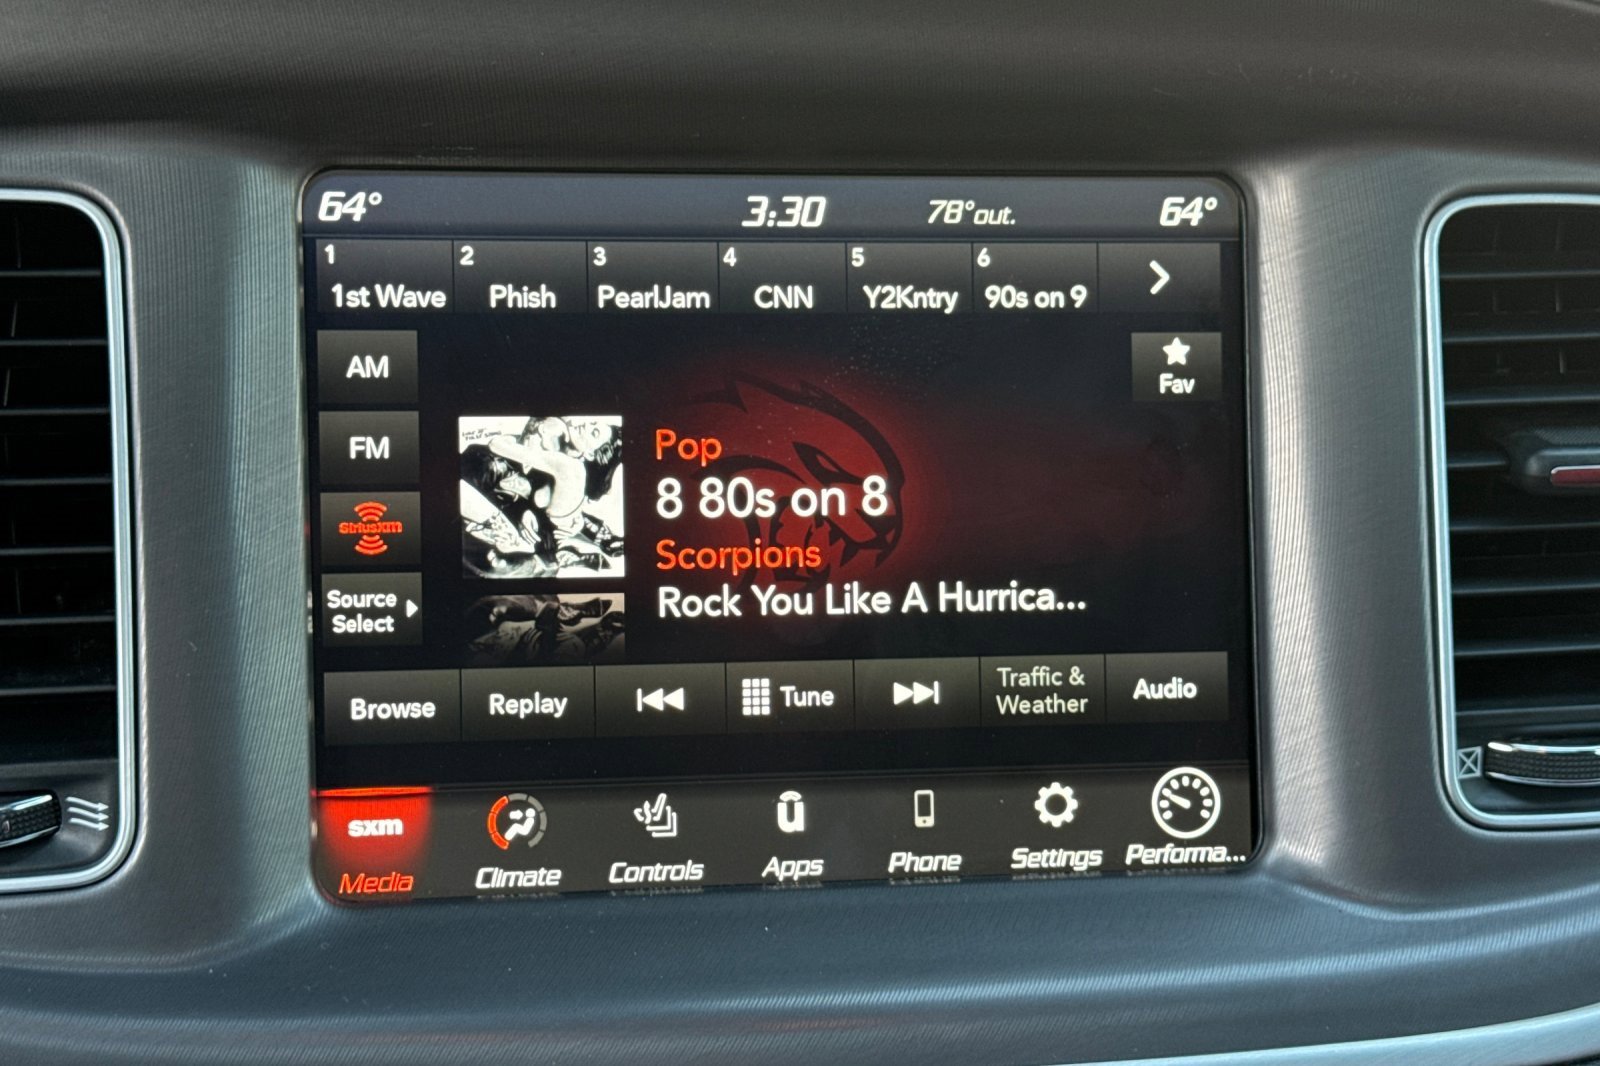 64°
3:30
78°out.
64°
1
1st Wave
2
Phish
3
PearlJam
4
CNN
5
Y2Kntry
6
90s on 9
AM
FM
SiriusXM
Source
Select
Fav
Pop
8 80s on 8
Scorpions
Rock You Like A Hurrica...
Browse
Replay
Tune
Traffic &
Weather
Audio
sxm
Media
Climate
Controls
Apps
Phone
Settings
Performa...